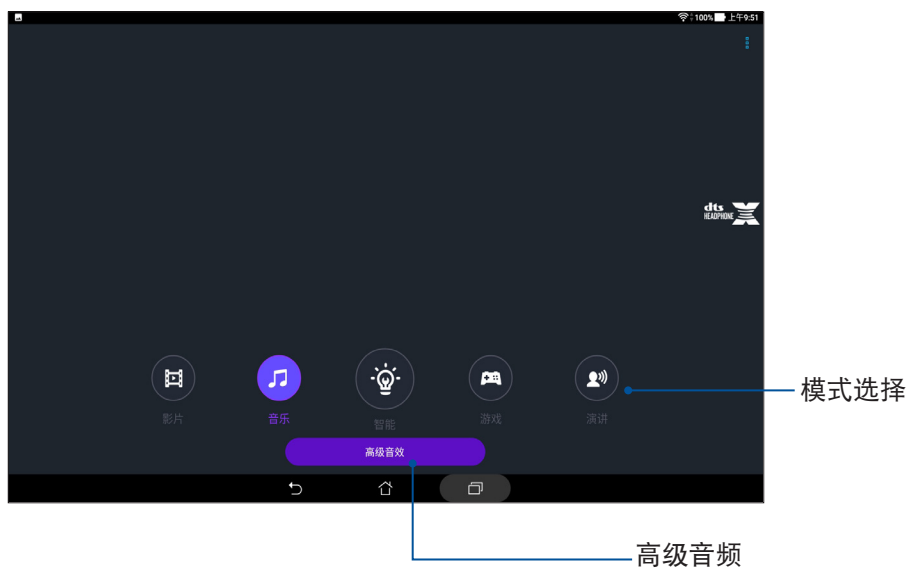 100% 上午9:51
dts
HEADPHONE
影片
音乐
智能
游戏
演讲
模式选择
高级音效
高级音频